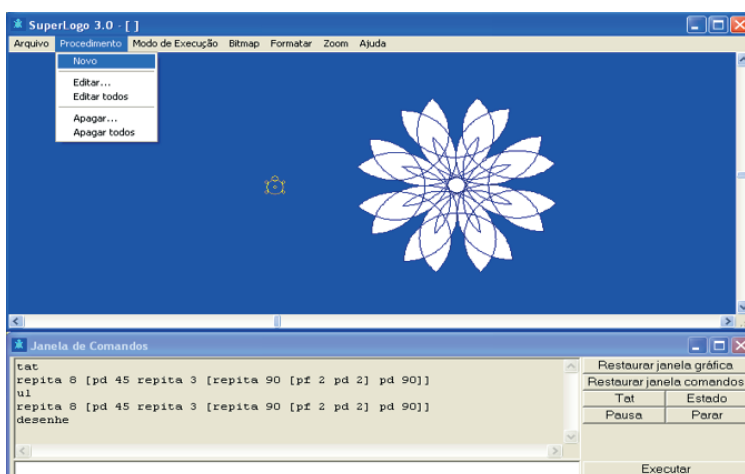 SuperLogo 3.0 - [ ]
Arquivo Procedimento Modo de Execução Bitmap Formatar Zoom Ajuda
Novo
Editar...
Editar todos
Apagar...
Apagar todos
Janela de Comandos
tat
repita 8 [pd 45 repita 3 [repita 90 [pf 2 pd 2] pd 90]]
ul
repita 8 [pd 45 repita 3 [repita 90 [pf 2 pd 2] pd 90]]
desenhe
Restaurar janela gráfica
Restaurar janela comandos
Tat Estado
Pausa Parar
Executar